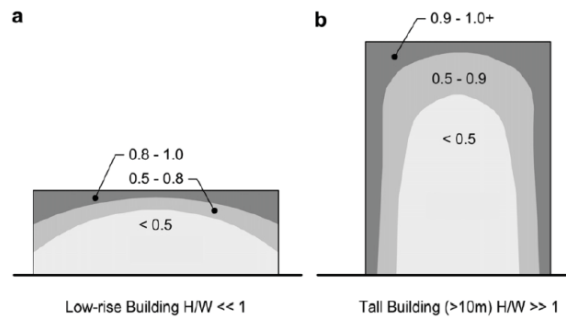 a
0.8 - 1.0
0.5 - 0.8
< 0.5
Low-rise Building H/W << 1
b
0.9 - 1.0+
0.5 - 0.9
< 0.5
Tall Building (>10m) H/W >> 1